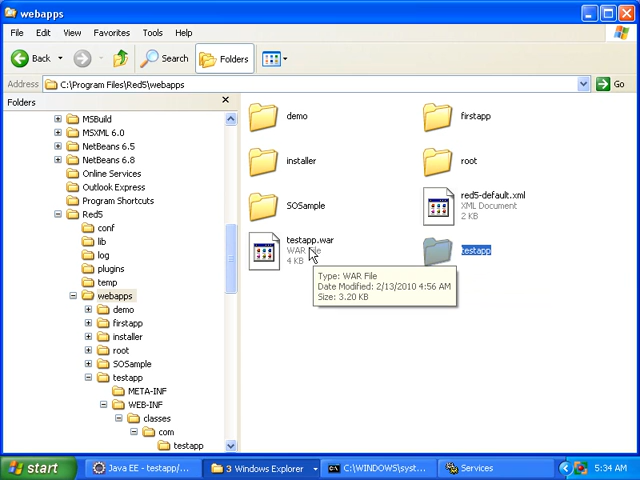 webapps
File Edit View Favorites Tools Help
Back Search Folders
Address C:\Program Files\Red5\webapps Go
Folders
MSBuild
MSXML 6.0
NetBeans 6.5
NetBeans 6.8
Online Services
Outlook Express
Program Shortcuts
Red5
conf
lib
log
plugins
temp
webapps
demo
firstapp
installer
root
SOSample
testapp
META-INF
WEB-INF
classes
com
testapp
demo
firstapp
installer
root
SOSample
red5-default.xml
XML Document
2 KB
testapp.war
WAR File
4 KB
testapp
Type: WAR File
Date Modified: 2/13/2010 4:56 AM
Size: 3.20 KB
start Java EE - testapp/... 3 Windows Explorer C:\WINDOWS\syst... Services 5:34 AM